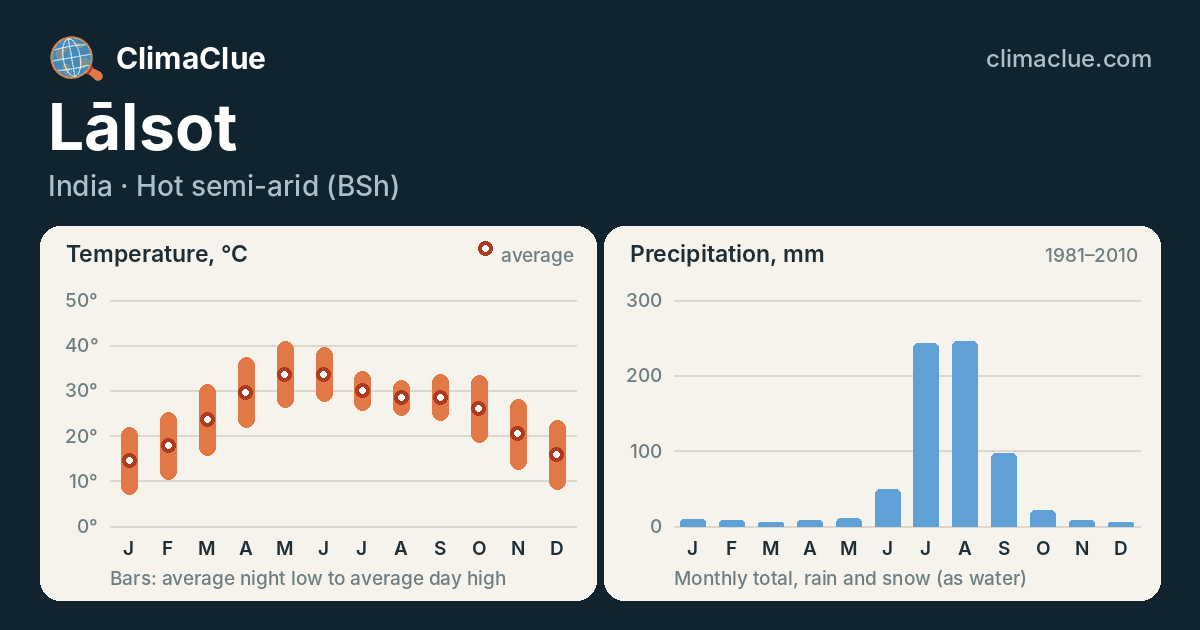 ClimaClue
climaclue.com
Lālsot
India · Hot semi-arid (BSh)
Temperature, °C
average
50°
40°
30°
20°
10°
0°
J F M A M J J A S O N D
Bars: average night low to average day high
Precipitation, mm
1981–2010
300
200
100
0
J F M A M J J A S O N D
Monthly total, rain and snow (as water)